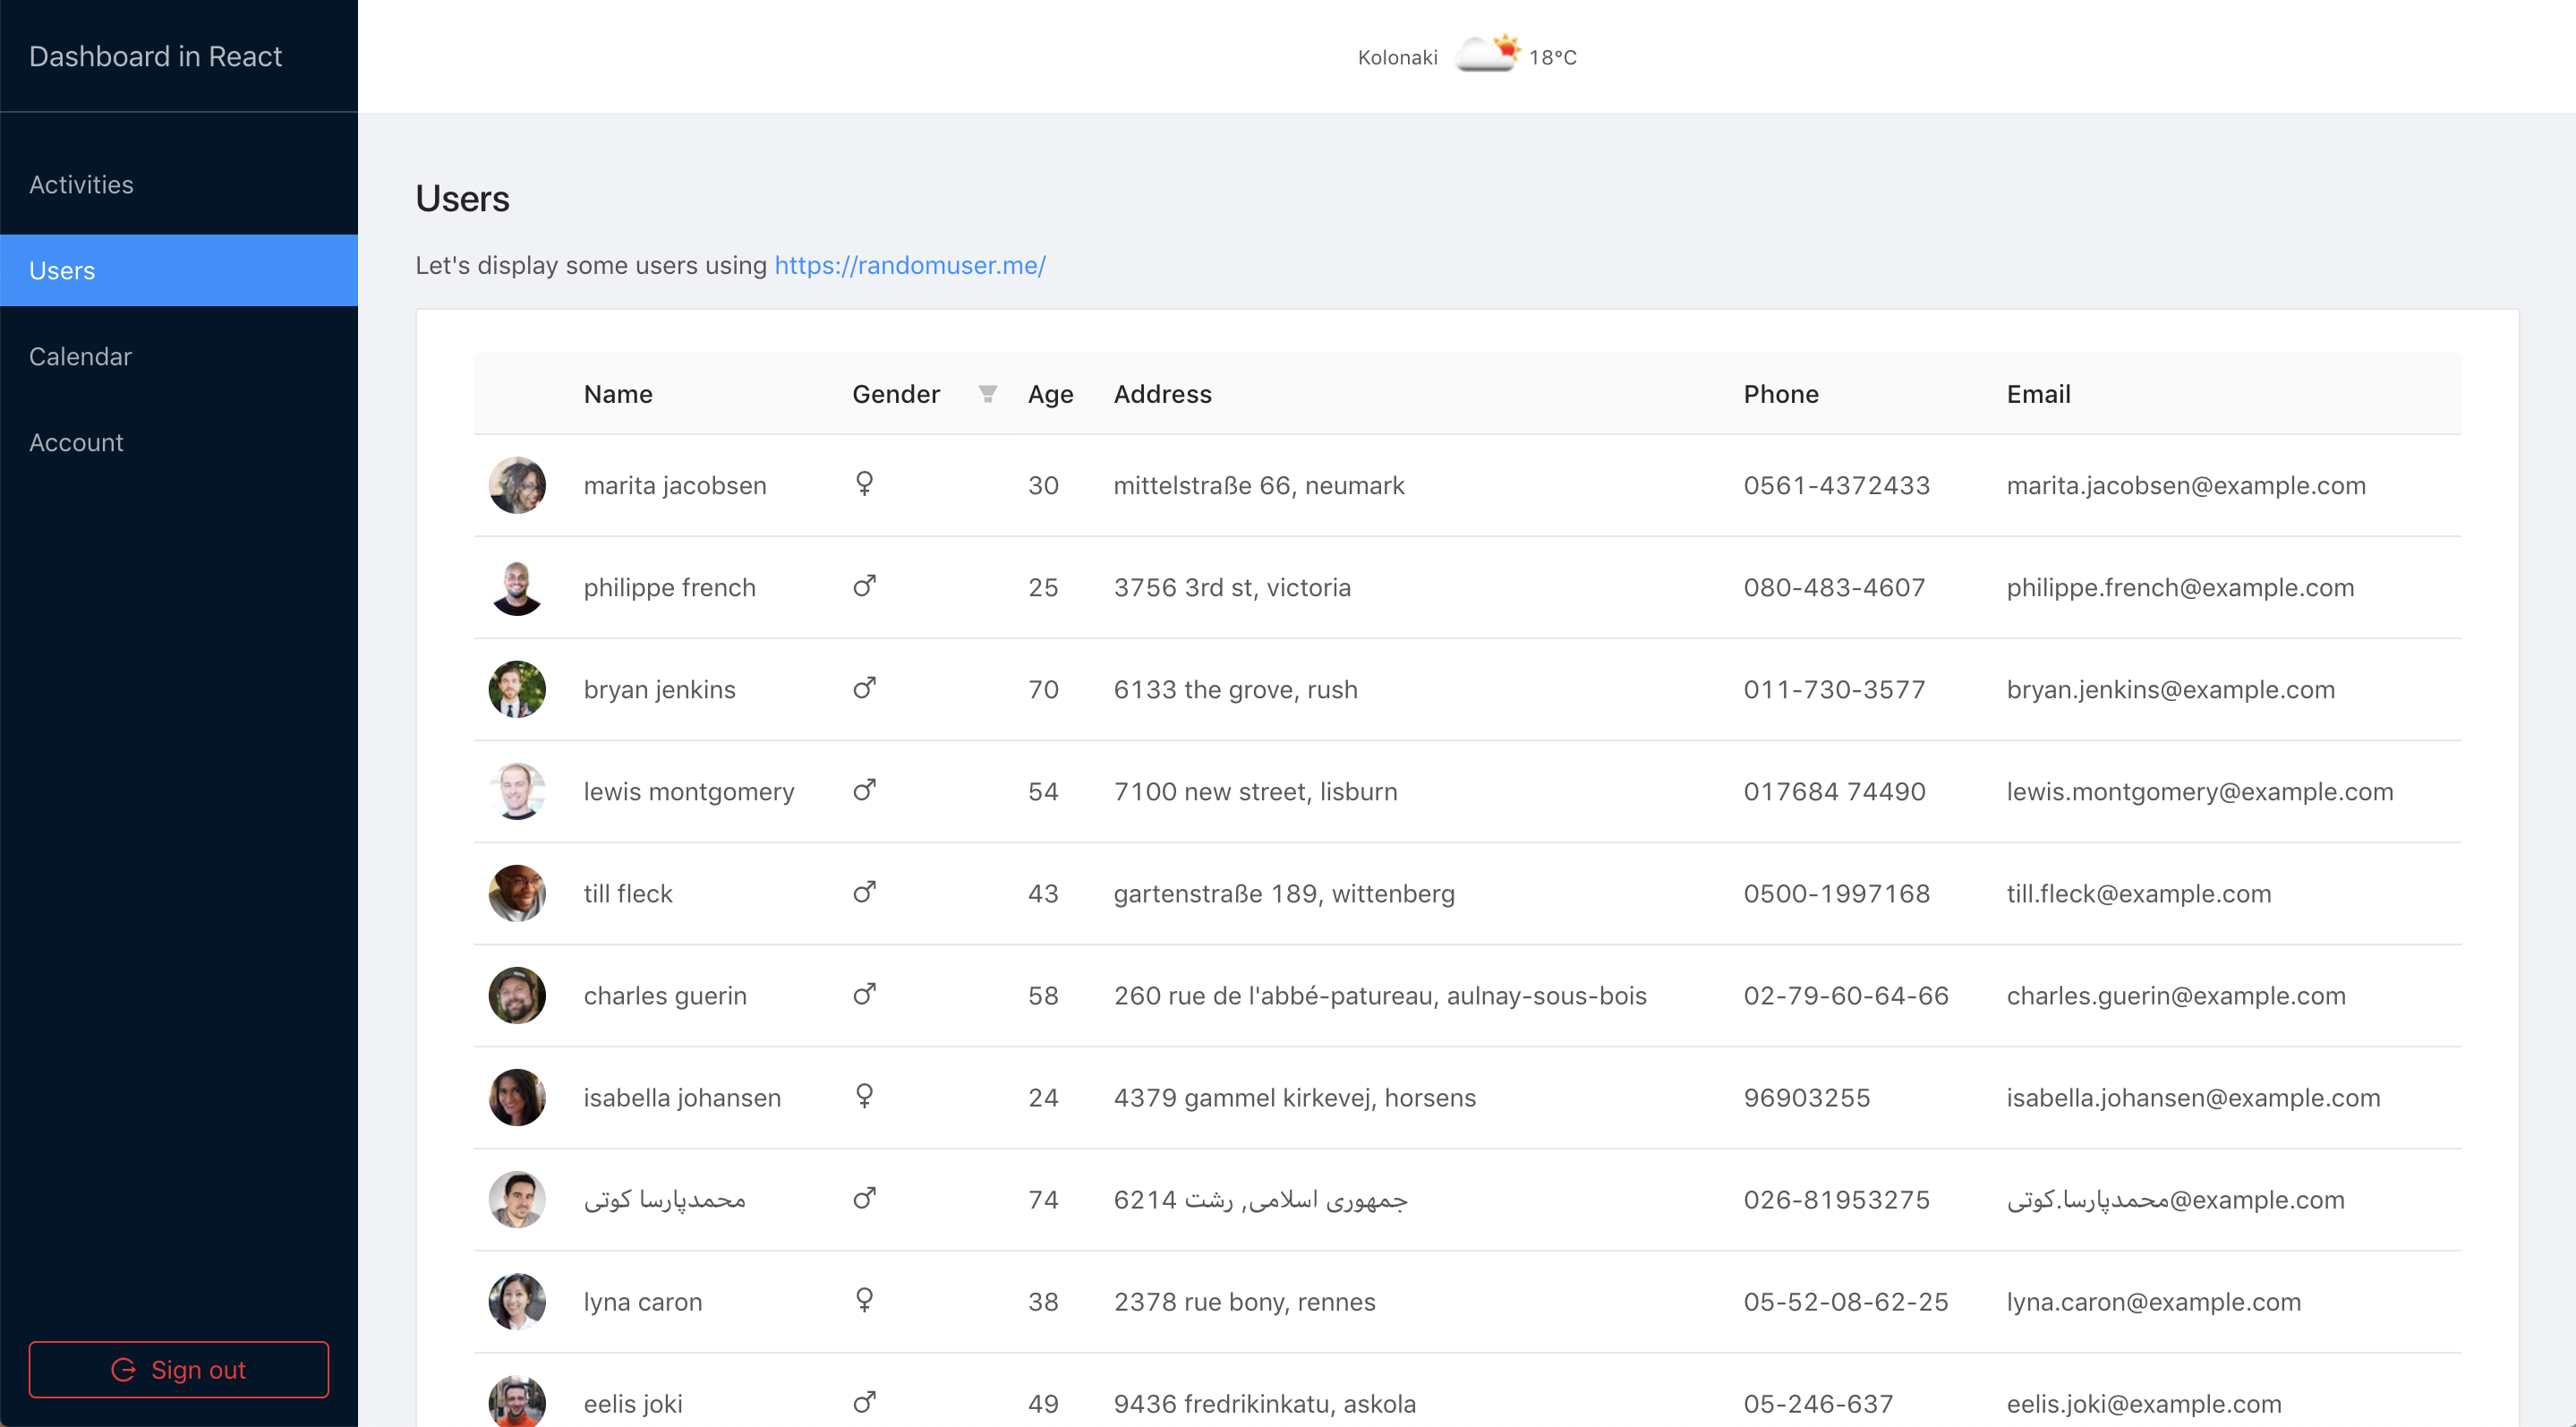 Dashboard in React
Kolonaki 18°C
Activities
Users
Calendar
Account
Sign out
Users
Let's display some users using https://randomuser.me/
Name Gender Age Address Phone Email
marita jacobsen ♀ 30 mittelstraße 66, neumark 0561-4372433 marita.jacobsen@example.com
philippe french ♂ 25 3756 3rd st, victoria 080-483-4607 philippe.french@example.com
bryan jenkins ♂ 70 6133 the grove, rush 011-730-3577 bryan.jenkins@example.com
lewis montgomery ♂ 54 7100 new street, lisburn 017684 74490 lewis.montgomery@example.com
till fleck ♂ 43 gartenstraße 189, wittenberg 0500-1997168 till.fleck@example.com
charles guerin ♂ 58 260 rue de l'abbé-patureau, aulnay-sous-bois 02-79-60-64-66 charles.guerin@example.com
isabella johansen ♀ 24 4379 gammel kirkevej, horsens 96903255 isabella.johansen@example.com
محمدپارسا کوتی ♂ 74 6214 جمهوری اسلامی, رشت 026-81953275 محمدپارسا.کوتی@example.com
lyna caron ♀ 38 2378 rue bony, rennes 05-52-08-62-25 lyna.caron@example.com
eelis joki ♂ 49 9436 fredrikinkatu, askola 05-246-637 eelis.joki@example.com